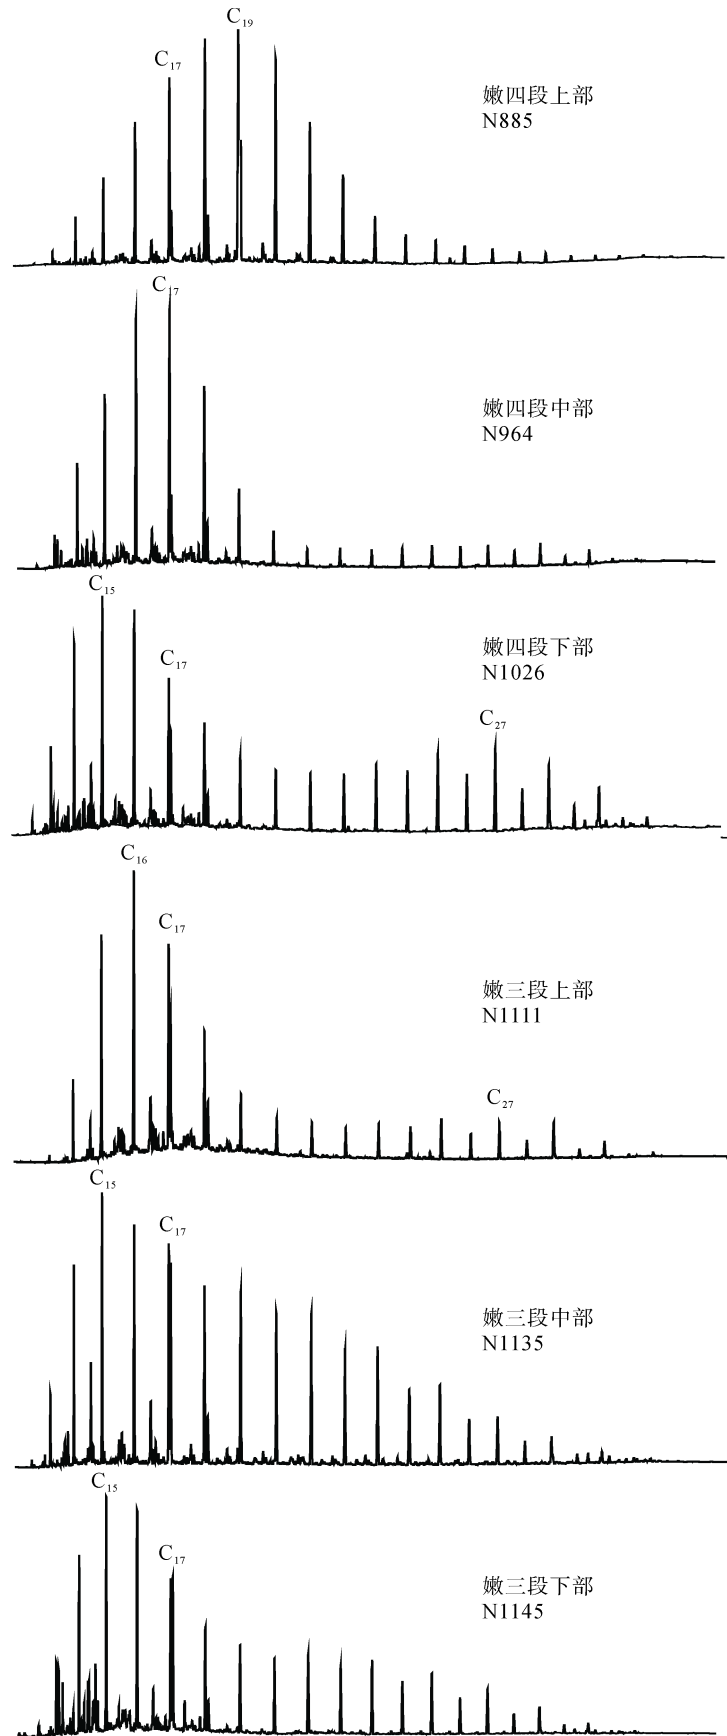 C₁₉
C₁₇
嫩四段上部
N885
C₁₇
嫩四段中部
N964
C₁₅
C₁₇
嫩四段下部
N1026
C₂₇
C₁₆
C₁₇
嫩三段上部
N1111
C₂₇
C₁₅
C₁₇
嫩三段中部
N1135
C₁₅
C₁₇
嫩三段下部
N1145